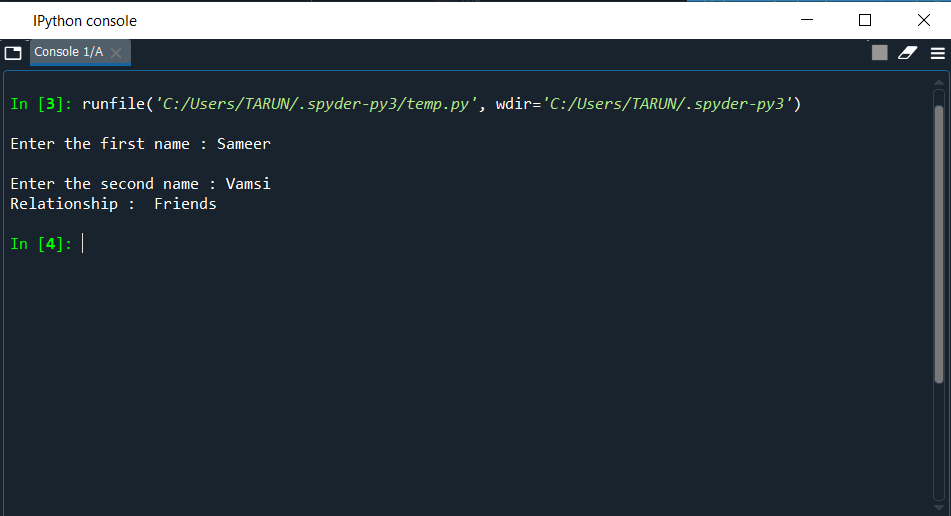 IPython console
Console 1/A
In [3]: runfile('C:/Users/TARUN/.spyder-py3/temp.py', wdir='C:/Users/TARUN/.spyder-py3')
Enter the first name : Sameer
Enter the second name : Vamsi
Relationship :  Friends
In [4]: